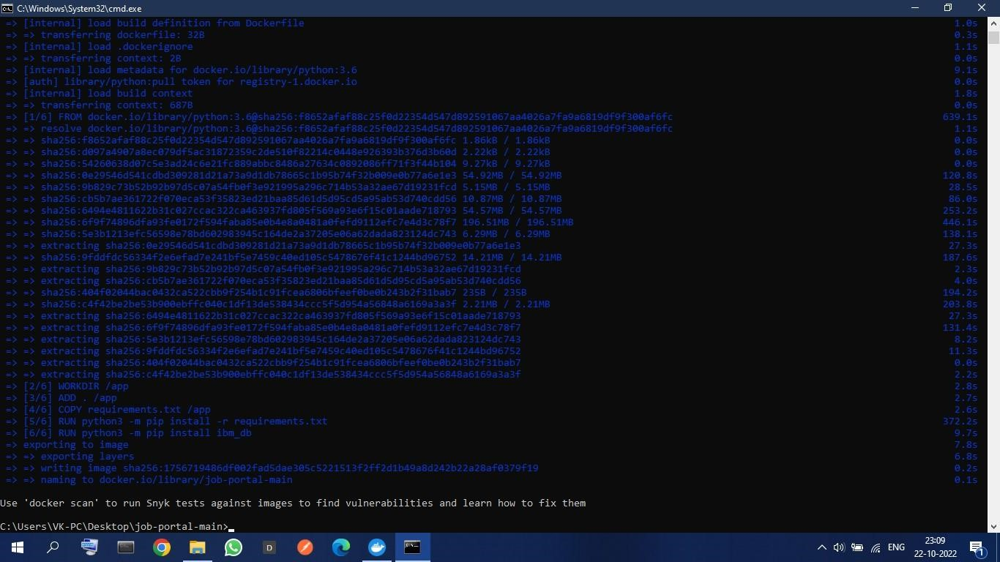 C:\Windows\System32\cmd.exe
=> [internal] load build definition from Dockerfile 1.0s
=> => transferring dockerfile: 32B 0.3s
=> [internal] load .dockerignore 1.1s
=> => transferring context: 2B 0.0s
=> [internal] load metadata for docker.io/library/python:3.6 9.1s
=> [auth] library/python:pull token for registry-1.docker.io 0.0s
=> [internal] load build context 1.8s
=> => transferring context: 687B 0.0s
=> [1/6] FROM docker.io/library/python:3.6@sha256:f8652afaf88c25f0d22354d547d892591067aa4026a7fa9a6819df9f300af6fc 639.1s
=> => resolve docker.io/library/python:3.6@sha256:f8652afaf88c25f0d22354d547d892591067aa4026a7fa9a6819df9f300af6fc 1.1s
=> => sha256:f8652afaf88c25f0d22354d547d892591067aa4026a7fa9a6819df9f300af6fc 1.86kB / 1.86kB 0.0s
=> => sha256:d097a4907a8ec079df5ac31872359c2de510f82214c0448e926393b376d3b60d 2.22kB / 2.22kB 0.0s
=> => sha256:54260638d07c5e3ad24c6e21fc889abbc8486a27634c0892086ff71f3f44b104 9.27kB / 9.27kB 0.0s
=> => sha256:0e29546d541cdbd309281d21a73a9d1db78665c1b95b74f32b009e0b77a6e1e3 54.92MB / 54.92MB 120.8s
=> => sha256:9b829c73b52b92b97d5c07a54fb0f3e921995a296c714b53a32ae67d19231fcd 5.15MB / 5.15MB 28.5s
=> => sha256:cb5b7ae361722f070eca53f35823ed21baa85d61d5d95cd5a95ab53d740cdd56 10.87MB / 10.87MB 86.0s
=> => sha256:6494e4811622b31c027ccac322ca463937fd805f569a93e6f15c01aade718793 54.57MB / 54.57MB 253.2s
=> => sha256:6f9f74896dfa93fe0172f594faba85e0b4e8a0481a0fefd9112efc7e4d3c78f7 196.51MB / 196.51MB 446.1s
=> => sha256:5e3b1213efc56598e78bd602983945c164de2a37205e06a62dada823124dc743 6.29MB / 6.29MB 138.1s
=> => extracting sha256:0e29546d541cdbd309281d21a73a9d1db78665c1b95b74f32b009e0b77a6e1e3 27.3s
=> => sha256:9fddfdc56334f2e6efad7e241bf5e7459c40ed105c5478676f41c1244bd96752 14.21MB / 14.21MB 187.6s
=> => extracting sha256:9b829c73b52b92b97d5c07a54fb0f3e921995a296c714b53a32ae67d19231fcd 2.3s
=> => extracting sha256:cb5b7ae361722f070eca53f35823ed21baa85d61d5d95cd5a95ab53d740cdd56 4.0s
=> => sha256:404f02044bac0432ca522cbb9f254b1c91fcea6806bfeef0be0b243b2f31bab7 235B / 235B 194.2s
=> => sha256:c4f42be2be53b900ebffc040c1df13de538434ccc5f5d954a56848a6169a3a3f 2.21MB / 2.21MB 203.8s
=> => extracting sha256:6494e4811622b31c027ccac322ca463937fd805f569a93e6f15c01aade718793 27.3s
=> => extracting sha256:6f9f74896dfa93fe0172f594faba85e0b4e8a0481a0fefd9112efc7e4d3c78f7 131.4s
=> => extracting sha256:5e3b1213efc56598e78bd602983945c164de2a37205e06a62dada823124dc743 8.2s
=> => extracting sha256:9fddfdc56334f2e6efad7e241bf5e7459c40ed105c5478676f41c1244bd96752 11.3s
=> => extracting sha256:404f02044bac0432ca522cbb9f254b1c91fcea6806bfeef0be0b243b2f31bab7 0.0s
=> => extracting sha256:c4f42be2be53b900ebffc040c1df13de538434ccc5f5d954a56848a6169a3a3f 2.2s
=> [2/6] WORKDIR /app 2.8s
=> [3/6] ADD . /app 2.7s
=> [4/6] COPY requirements.txt /app 2.6s
=> [5/6] RUN python3 -m pip install -r requirements.txt 372.2s
=> [6/6] RUN python3 -m pip install ibm_db 9.7s
=> exporting to image 7.8s
=> => exporting layers 6.8s
=> => writing image sha256:1756719486df002fad5dae305c5221513f2ff2d1b49a8d242b22a28af0379f19 0.2s
=> => naming to docker.io/library/job-portal-main 0.1s
Use 'docker scan' to run Snyk tests against images to find vulnerabilities and learn how to fix them
C:\Users\VK-PC\Desktop\job-portal-main>
D
ENG
23:09
22-10-2022
1